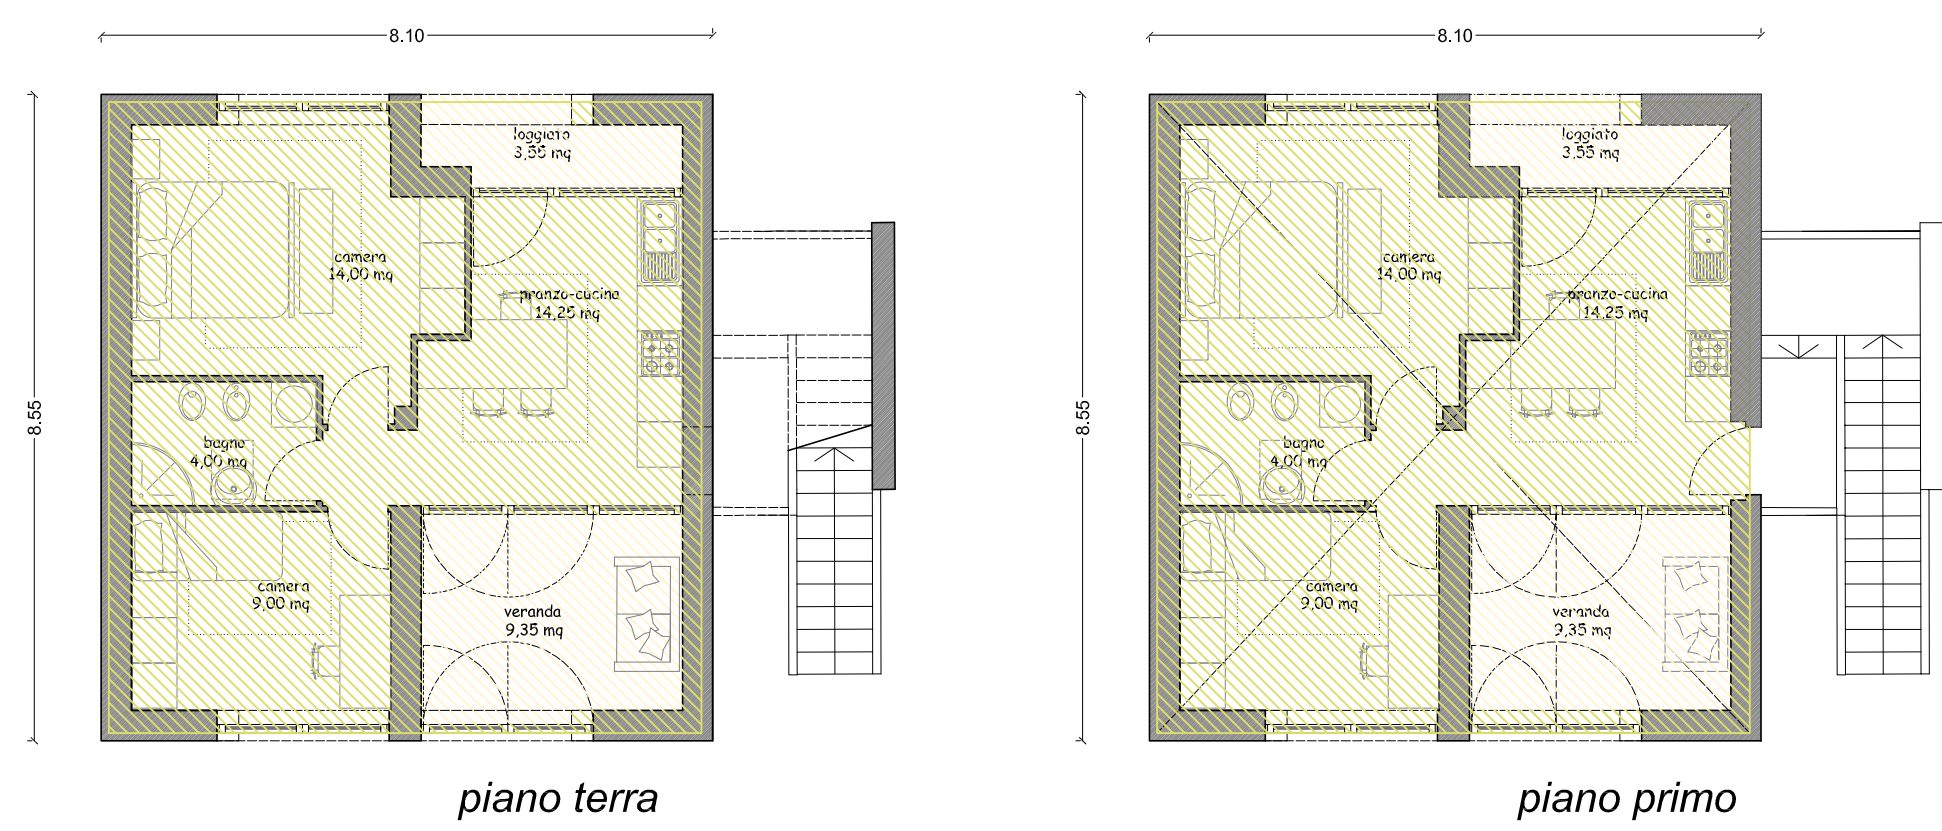 8.10
8.55
loggiato
3,55 mq
camera
14,00 mq
pranzo-cucina
14,25 mq
bagno
4,00 mq
camera
9,00 mq
veranda
9,35 mq
piano terra
8.10
8.55
loggiato
3,55 mq
camera
14,00 mq
pranzo-cucina
14,25 mq
bagno
4,00 mq
camera
9,00 mq
veranda
9,35 mq
piano primo